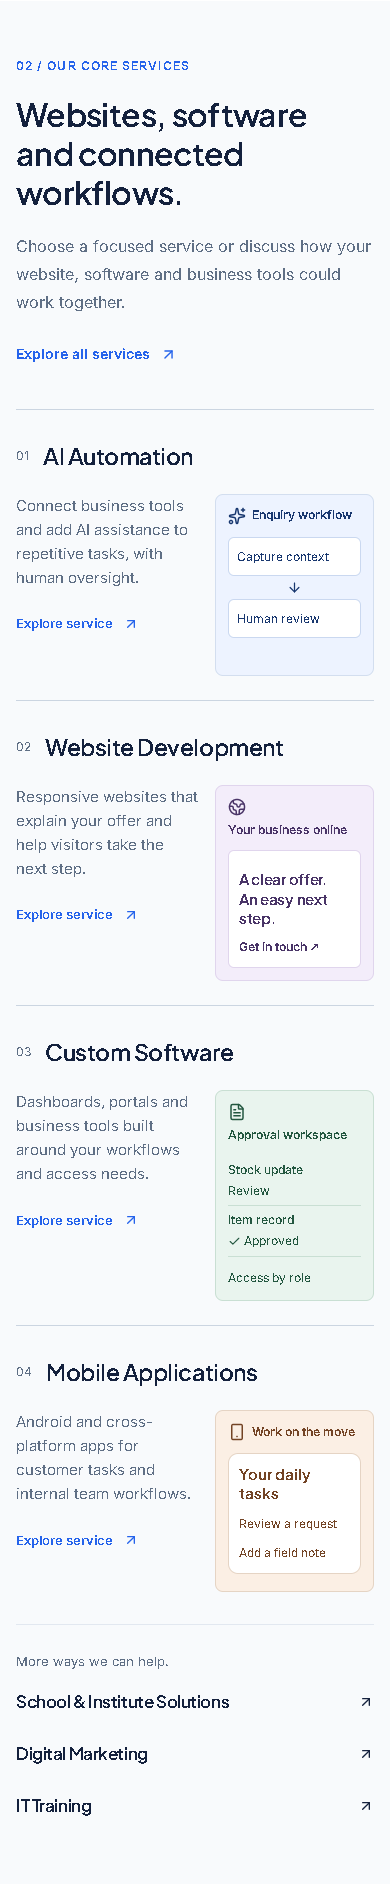 02 / OUR CORE SERVICES
Websites, software
and connected
workflows.
Choose a focused service or discuss how your
website, software and business tools could
work together.
Explore all services ↗
01 AI Automation
Connect business tools
and add AI assistance to
repetitive tasks, with
human oversight.
Explore service ↗
Enquiry workflow
Capture context
↓
Human review
02 Website Development
Responsive websites that
explain your offer and
help visitors take the
next step.
Explore service ↗
Your business online
A clear offer.
An easy next
step.
Get in touch ↗
03 Custom Software
Dashboards, portals and
business tools built
around your workflows
and access needs.
Explore service ↗
Approval workspace
Stock update
Review
Item record
✓ Approved
Access by role
04 Mobile Applications
Android and cross-
platform apps for
customer tasks and
internal team workflows.
Explore service ↗
Work on the move
Your daily
tasks
Review a request
Add a field note
More ways we can help.
School & Institute Solutions ↗
Digital Marketing ↗
IT Training ↗